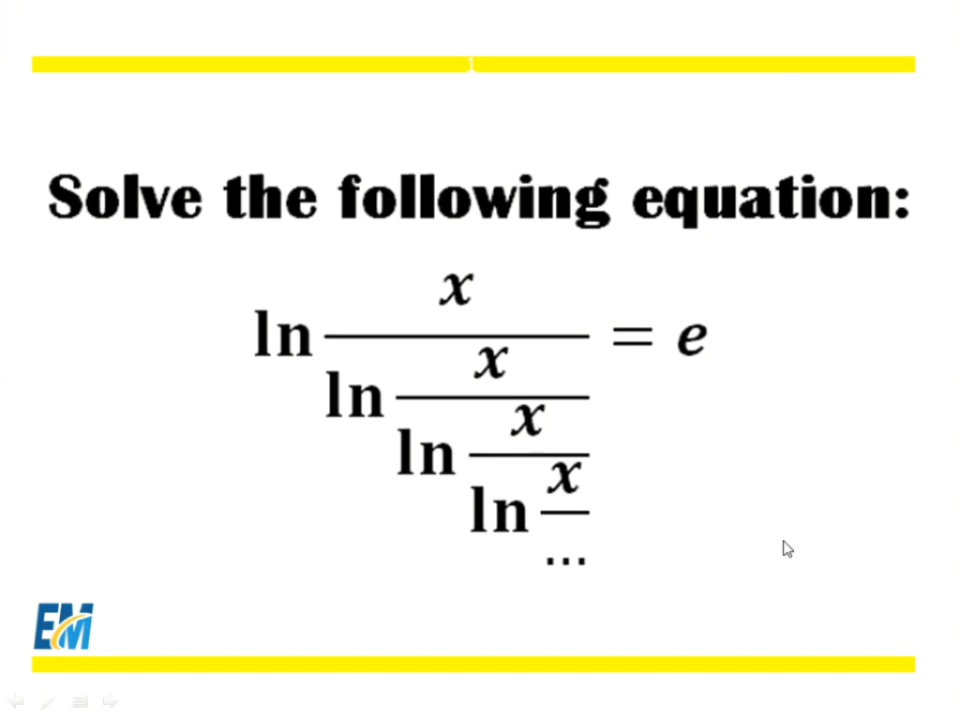 Solve the following equation:
ln x/(ln x/(ln x/(ln x/...))) = e
EM